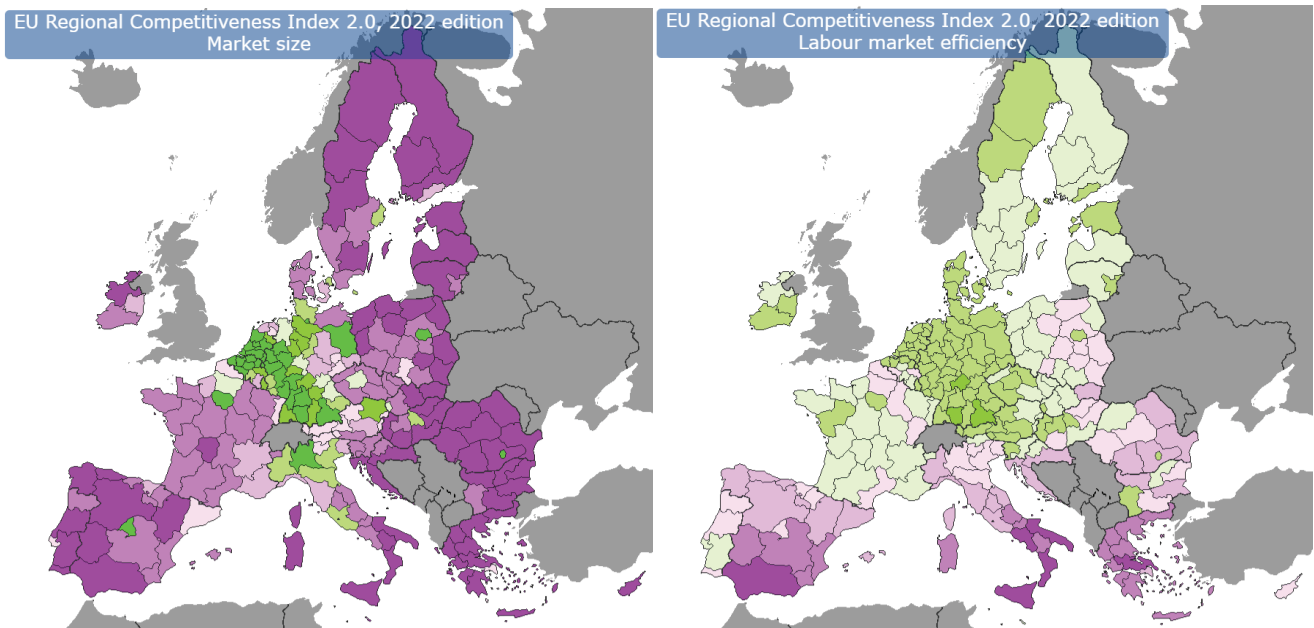 EU Regional Competitiveness Index 2.0, 2022 edition
Market size
EU Regional Competitiveness Index 2.0, 2022 edition
Labour market efficiency